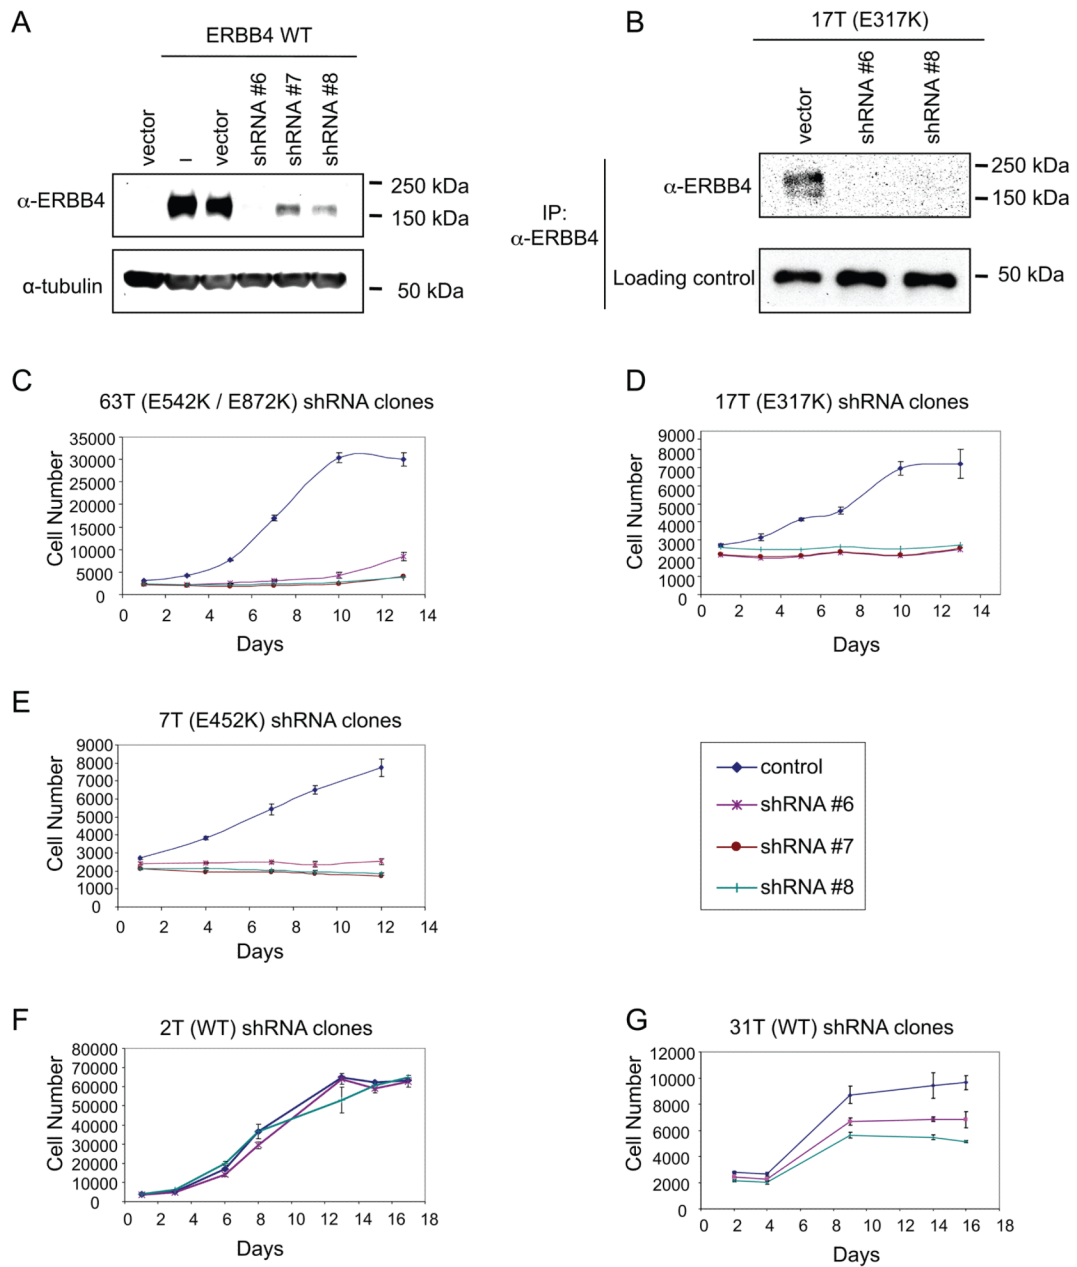 A
ERBB4 WT
vector
–
vector
shRNA #6
shRNA #7
shRNA #8
α-ERBB4
250 kDa
150 kDa
α-tubulin
50 kDa
B
17T (E317K)
vector
shRNA #6
shRNA #8
IP:
α-ERBB4
α-ERBB4
250 kDa
150 kDa
Loading control
50 kDa
C
63T (E542K / E872K) shRNA clones
Cell Number
35000
30000
25000
20000
15000
10000
5000
0
0 2 4 6 8 10 12 14
Days
D
17T (E317K) shRNA clones
Cell Number
9000
8000
7000
6000
5000
4000
3000
2000
1000
0
0 2 4 6 8 10 12 14
Days
E
7T (E452K) shRNA clones
Cell Number
9000
8000
7000
6000
5000
4000
3000
2000
1000
0
0 2 4 6 8 10 12 14
Days
control
shRNA #6
shRNA #7
shRNA #8
F
2T (WT) shRNA clones
Cell Number
80000
70000
60000
50000
40000
30000
20000
10000
0
0 2 4 6 8 10 12 14 16 18
Days
G
31T (WT) shRNA clones
Cell Number
12000
10000
8000
6000
4000
2000
0
0 2 4 6 8 10 12 14 16 18
Days